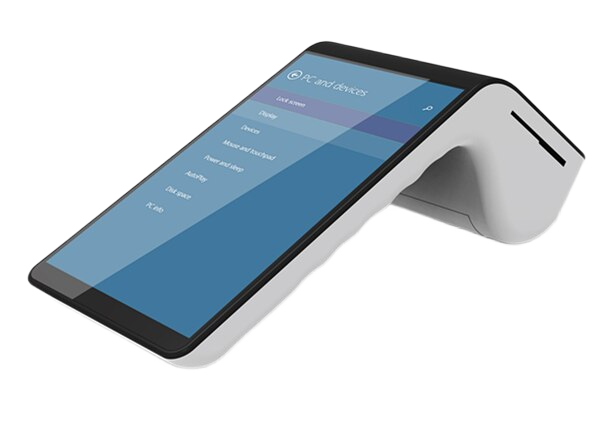 PC and devices
Lock screen
Display
Devices
Mouse and touchpad
Power and sleep
AutoPlay
Disk space
PC info